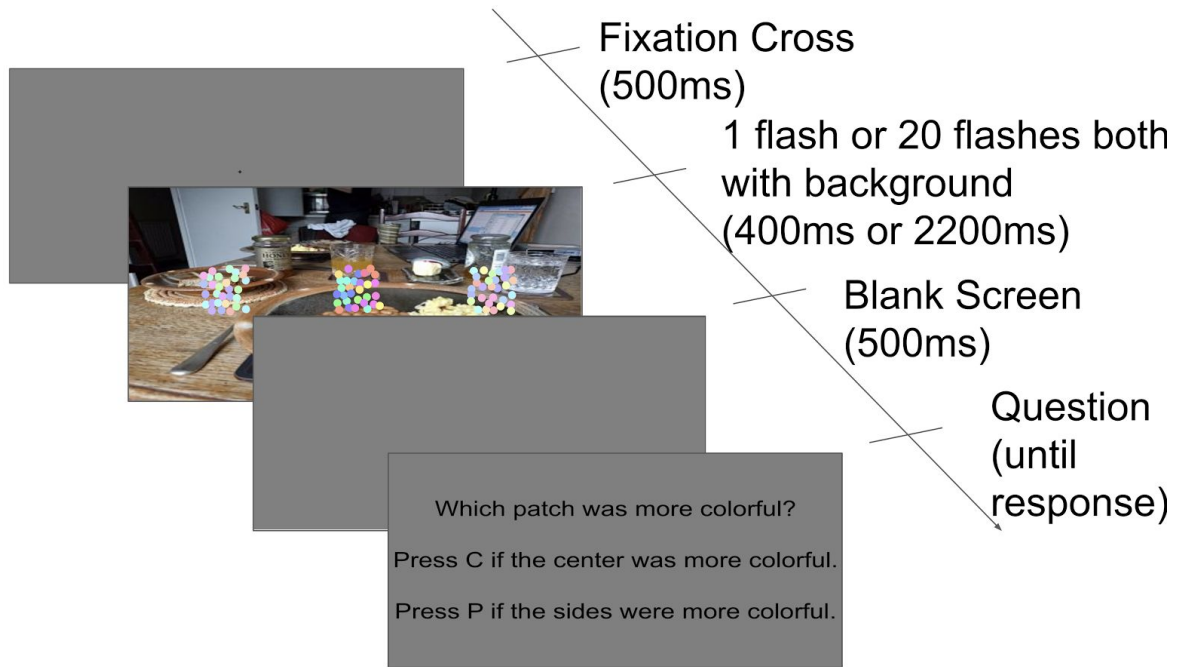 Fixation Cross
(500ms)
1 flash or 20 flashes both
with background
(400ms or 2200ms)
Blank Screen
(500ms)
Question
(until
response)
HONEY
Which patch was more colorful?
Press C if the center was more colorful.
Press P if the sides were more colorful.